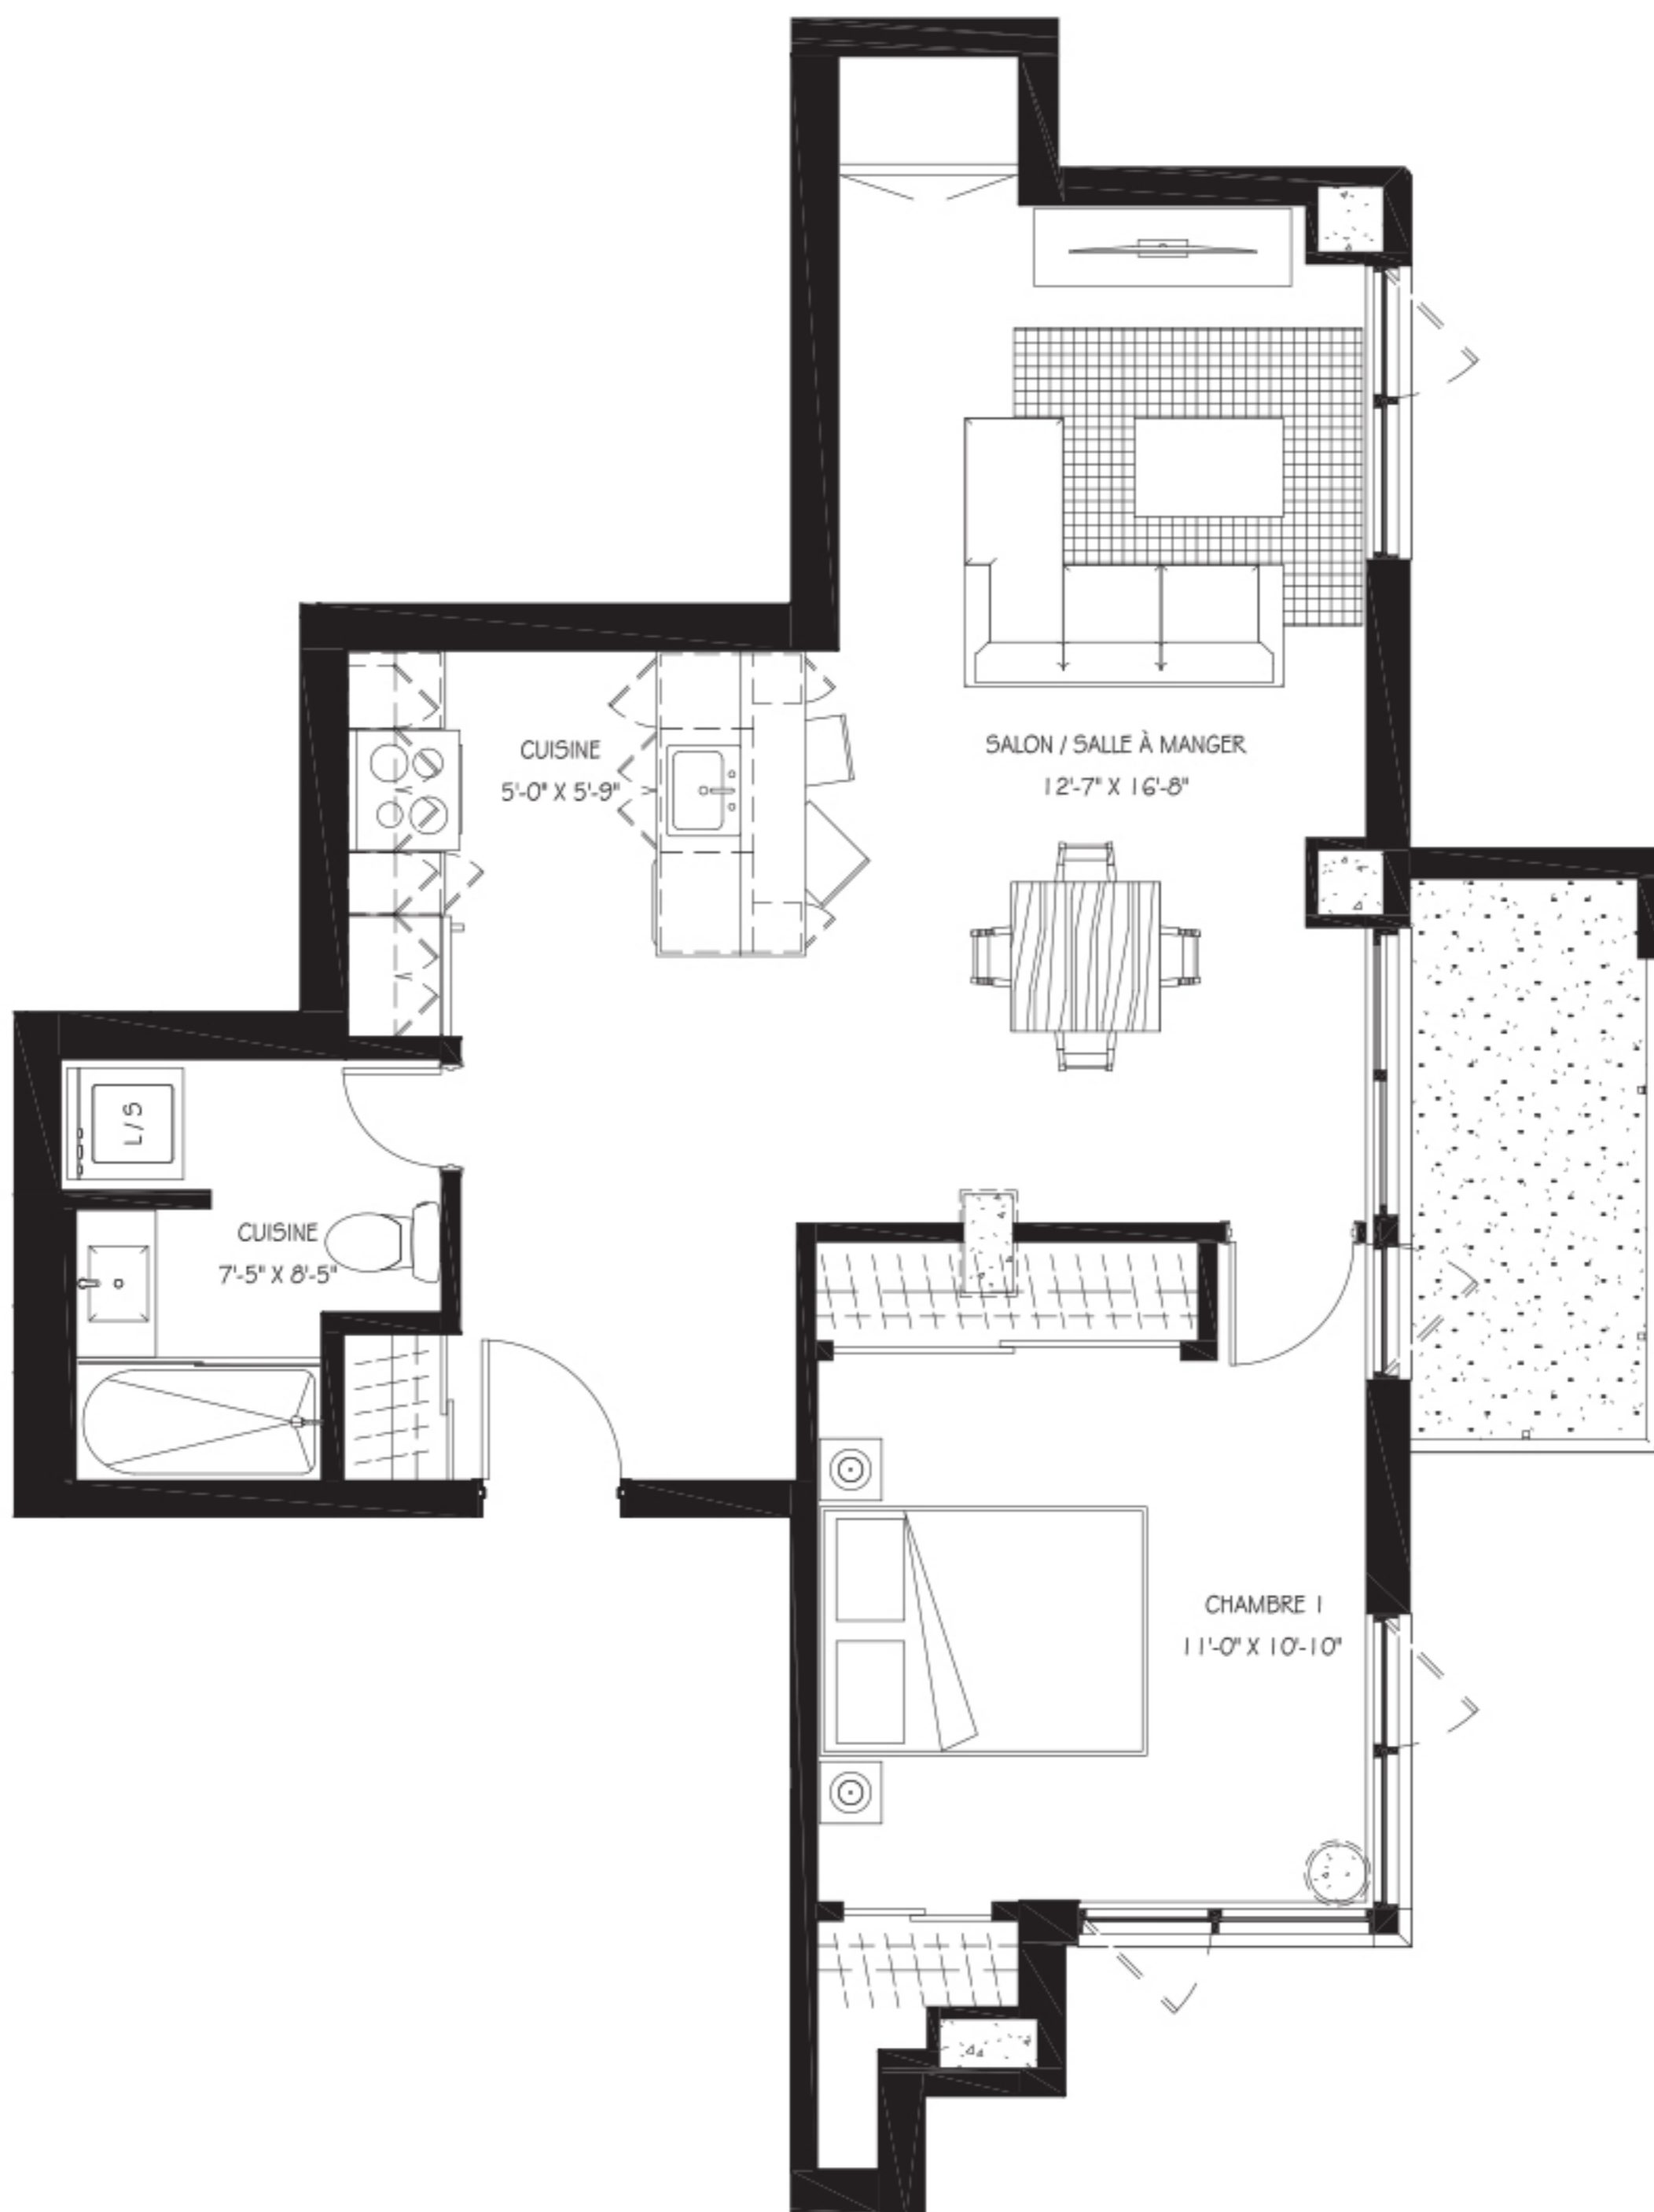 CUISINE
5'-0" X 5'-9"
SALON / SALLE À MANGER
12'-7" X 16'-8"
L/S
CUISINE
7'-5" X 8'-5"
CHAMBRE 1
11'-0" X 10'-10"